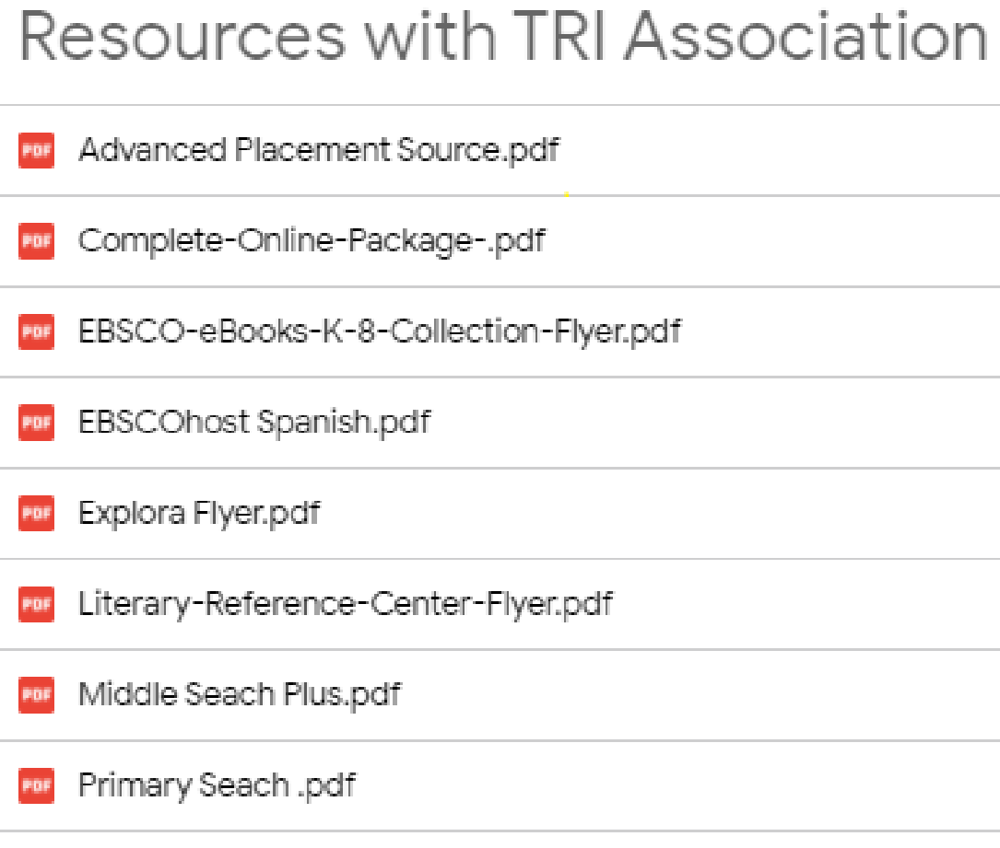 Resources with TRI Association
PDF Advanced Placement Source.pdf
PDF Complete-Online-Package-.pdf
PDF EBSCO-eBooks-K-8-Collection-Flyer.pdf
PDF EBSCOhost Spanish.pdf
PDF Explora Flyer.pdf
PDF Literary-Reference-Center-Flyer.pdf
PDF Middle Seach Plus.pdf
PDF Primary Seach .pdf